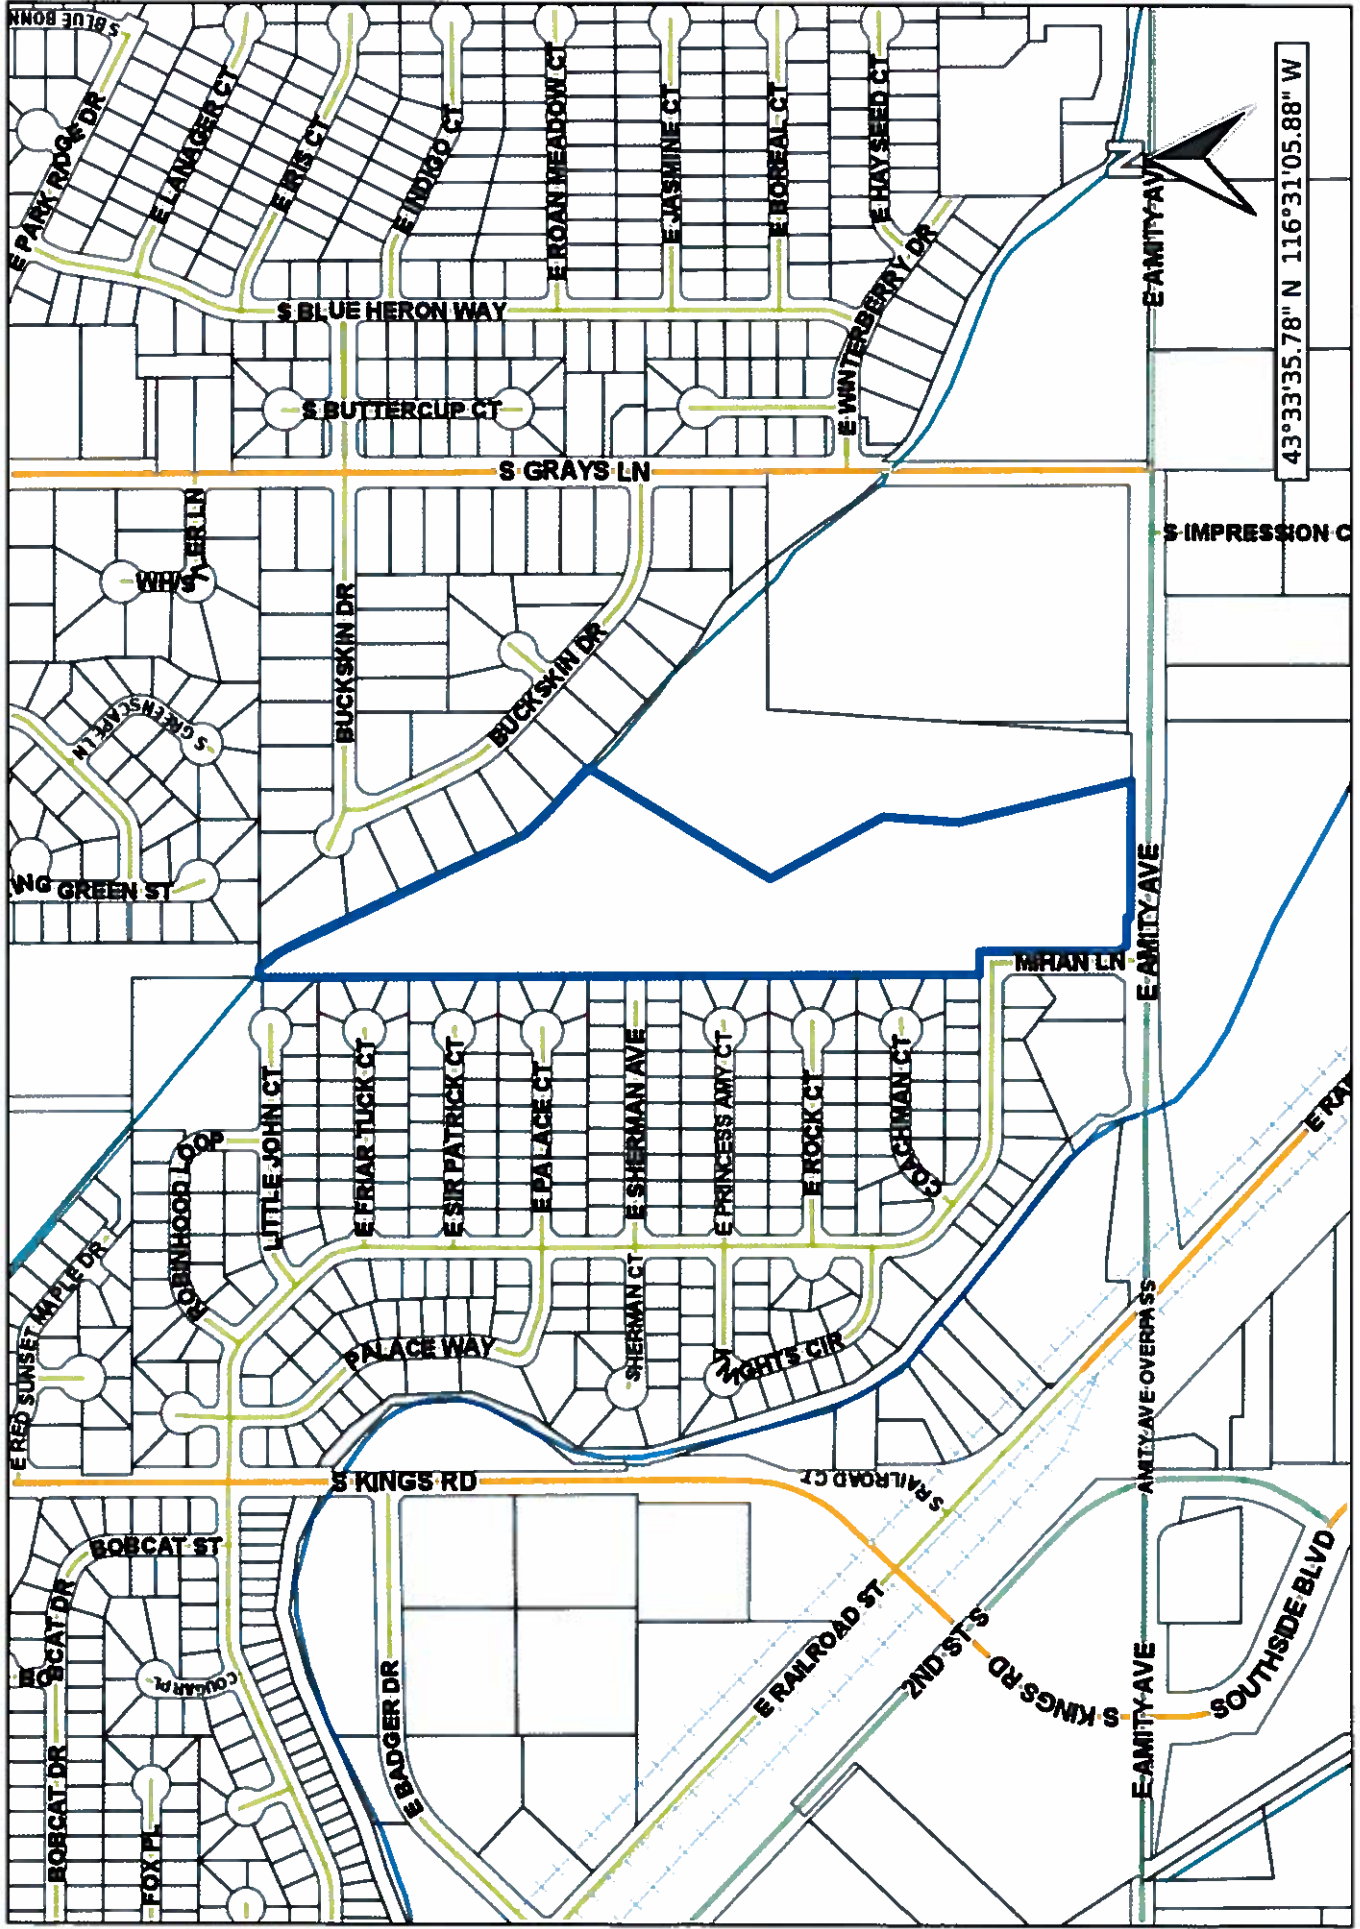 S BLUE BONN
E PARK RIDGE DR
E LANAGER CT
E IRIS CT
E INDIGO CT
E ROAN MEADOW CT
E JASMINE CT
E BOREAL CT
E HAYSEED CT
E WINTERBERRY DR
S BLUE HERON WAY
S BUTTERCUP CT
E AMITY AVE
N
43°33'35.78" N 116°31'05.88" W
S GRAYS LN
S IMPRESSION C
BUCKSKIN DR
BUCKSKIN DR
S GREENSCAPE LN
GREEN ST
E AMITY AVE
MIHAN LN
ROBINHOOD LOOP
LITTLE JOHN CT
E FRIAR TUCK CT
E SIR PATRICK CT
E PALACE CT
E SHERMAN AVE
E PRINCESS AMY CT
E ROCK CT
COACHMAN CT
E RED SUNSET MAPLE DR
PALACE WAY
SHERMAN CT
E RA
AMITY AVE OVERPASS
S KINGS RD
S RAILROAD CT
BOBCAT ST
BOBCAT DR
COUGAR PL
BOBCAT DR
FOX PL
E BADGER DR
E RAILROAD ST
2ND ST S
S KINGS RD
E AMITY AVE
SOUTHSIDE BLVD